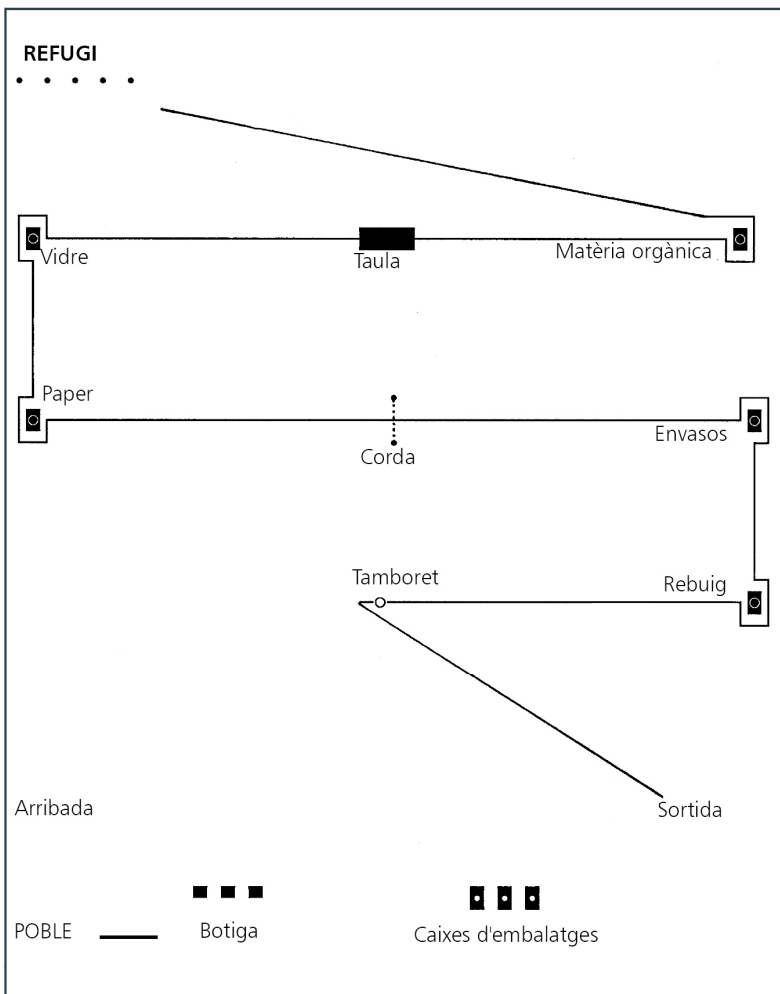 REFUGI
Vidre
Taula
Matèria orgànica
Paper
Corda
Envasos
Tamboret
Rebuig
Arribada
Sortida
POBLE
Botiga
Caixes d'embalatges